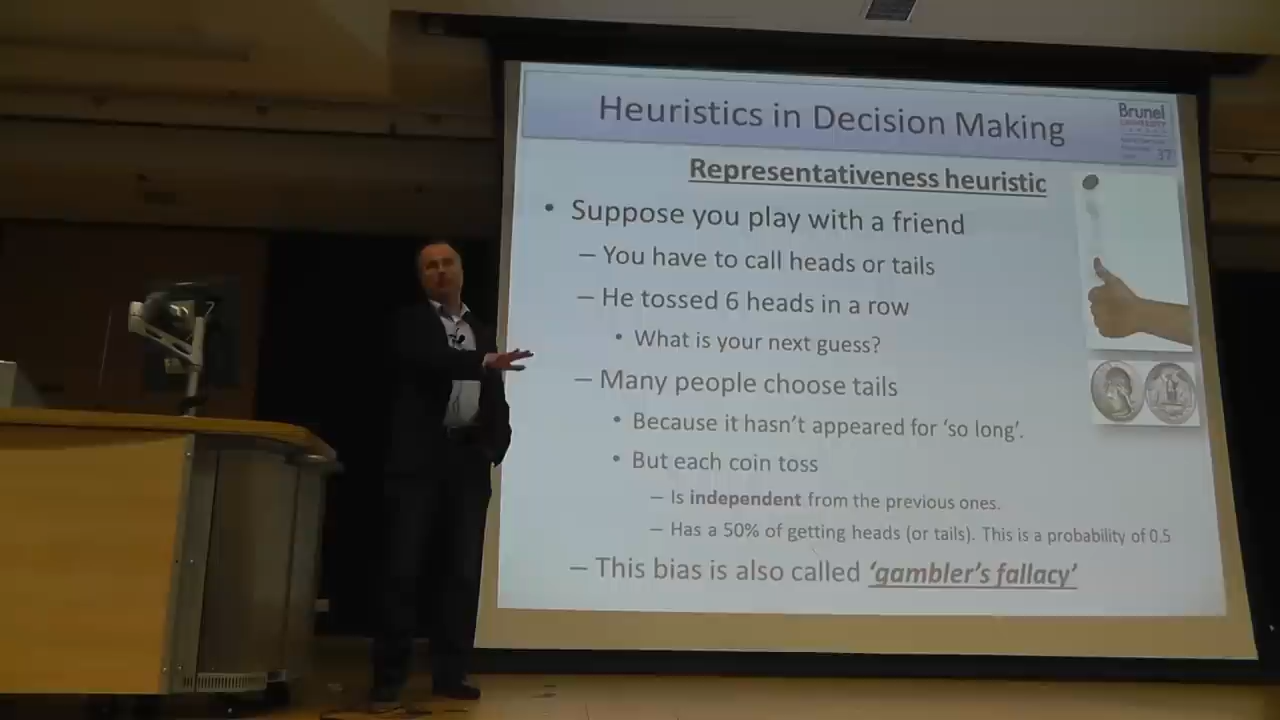 Heuristics in Decision Making
Brunel
UNIVERSITY
37
Representativeness heuristic
• Suppose you play with a friend
– You have to call heads or tails
– He tossed 6 heads in a row
• What is your next guess?
– Many people choose tails
• Because it hasn't appeared for 'so long'.
• But each coin toss
– Is independent from the previous ones.
– Has a 50% of getting heads (or tails). This is a probability of 0.5
– This bias is also called 'gambler's fallacy'